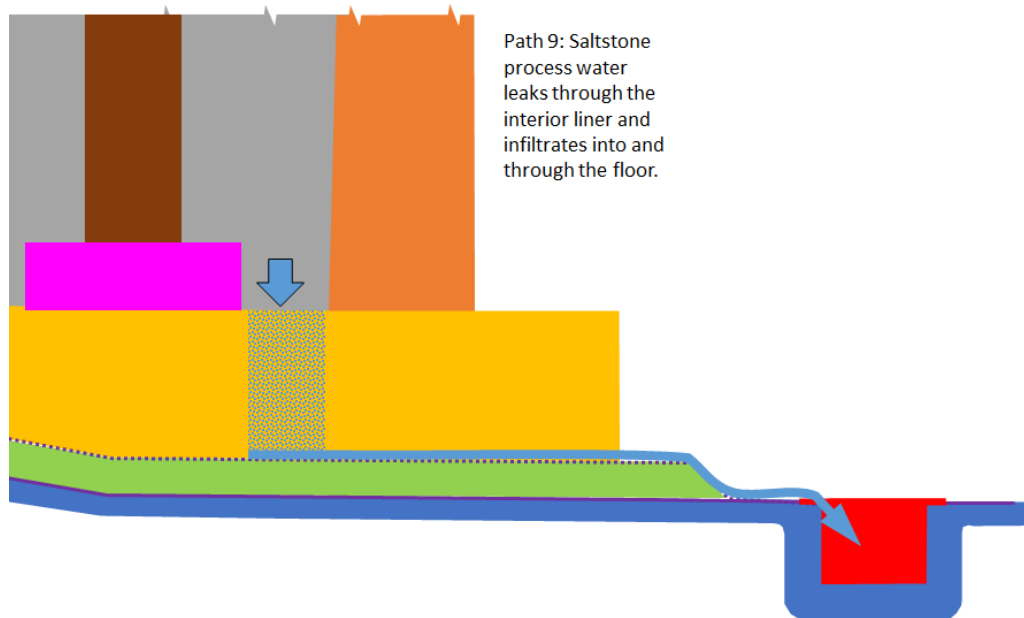 Path 9: Saltstone
process water
leaks through the
interior liner and
infiltrates into and
through the floor.